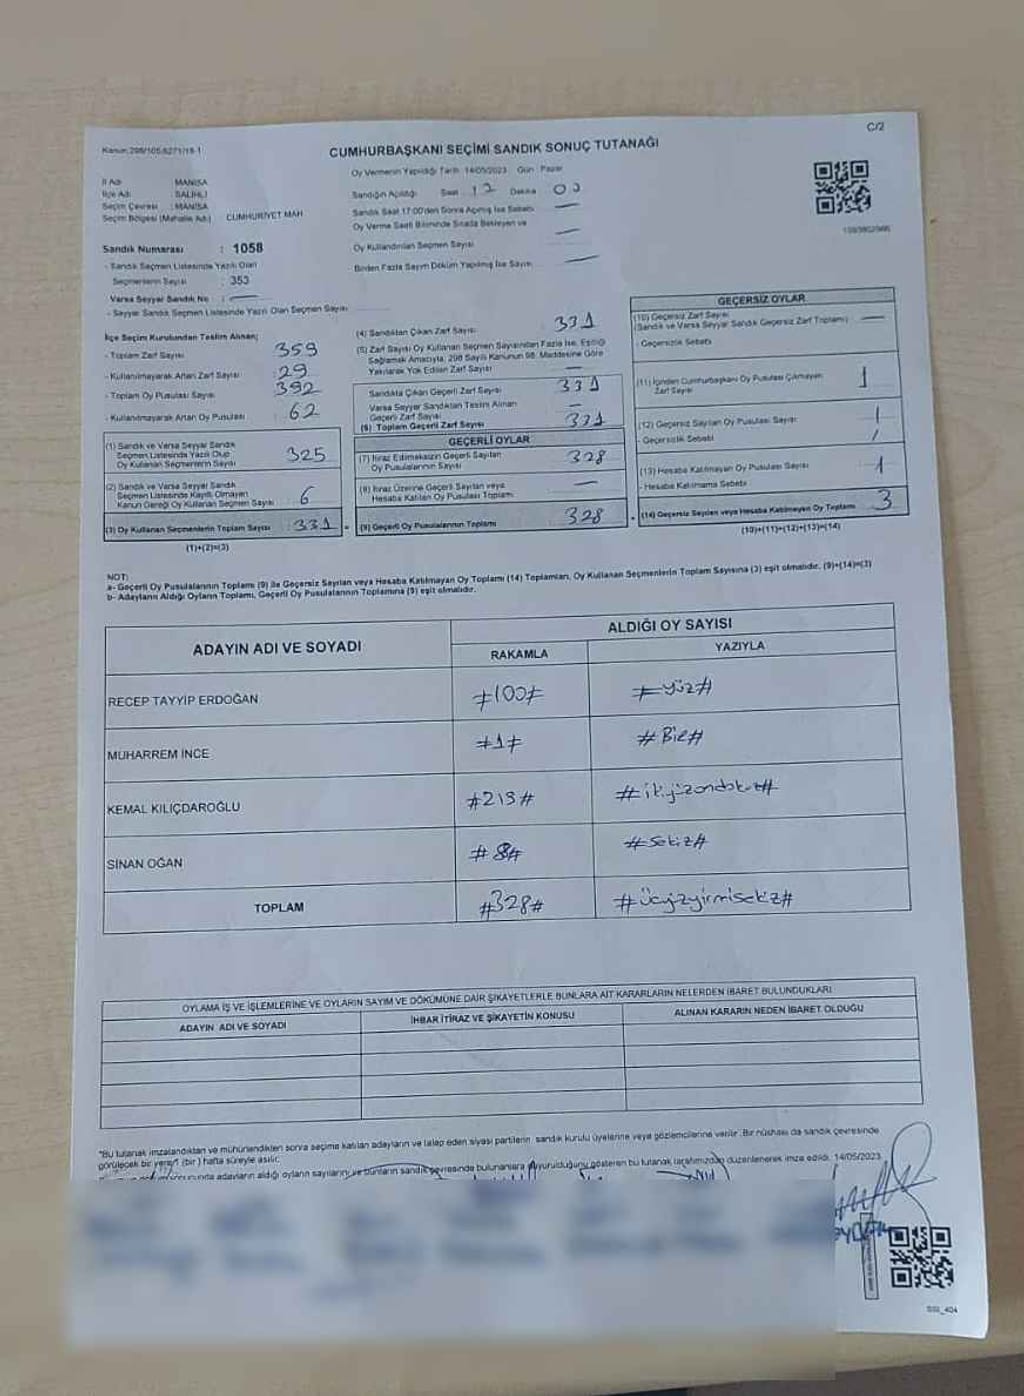 Kanun:298/105,6271/18-1
C/2
CUMHURBAŞKANI SEÇİMİ SANDIK SONUÇ TUTANAĞI
İl Adı : MANİSA
İlçe Adı : SALİHLİ
Seçim Çevresi : MANİSA
Seçim Bölgesi (Mahalle Adı) CUMHURİYET MAH.
Sandık Numarası : 1058
- Sandık Seçmen Listesinde Yazılı Olan
Seçmenlerin Sayısı : 353
Varsa Seyyar Sandık No : —
- Seyyar Sandık Seçmen Listesinde Yazılı Olan Seçmen Sayısı
Oy Vermenin Yapıldığı Tarih: 14/05/2023 Gün : Pazar
Sandığın Açıldığı Saat Dakika
Sandık Saat 17:00'den Sonra Açılmış İse Sebebi —
Oy Verme Saati Bitiminde Sırada Bekleyen ve
Oy Kullandırılan Seçmen Sayısı —
Birden Fazla Sayım Döküm Yapılmış İse Sayısı —
İlçe Seçim Kurulundan Teslim Alınan;
- Toplam Zarf Sayısı 359
- Kullanılmayarak Artan Zarf Sayısı : 29
- Toplam Oy Pusulası Sayısı : 392
- Kullanılmayarak Artan Oy Pusulası : 62
(1) Sandık ve Varsa Seyyar Sandık
Seçmen Listesinde Yazılı Olup
Oy Kullanan Seçmenlerin Sayısı 325
(2) Sandık ve Varsa Seyyar Sandık
Seçmen Listesinde Kayıtlı Olmayan
Kanun Gereği Oy Kullanan Seçmen Sayısı 6
(3) Oy Kullanan Seçmenlerin Toplam Sayısı 331
(1)+(2)=(3)
(4) Sandıktan Çıkan Zarf Sayısı 331
(5) Zarf Sayısı Oy Kullanan Seçmen Sayısından Fazla İse, Eşitliği
Sağlamak Amacıyla, 298 Sayılı Kanunun 98. Maddesine Göre
Yakılarak Yok Edilen Zarf Sayısı —
Sandıkta Çıkan Geçerli Zarf Sayısı 331
Varsa Seyyar Sandıktan Teslim Alınan
Geçerli Zarf Sayısı —
(6) Toplam Geçerli Zarf Sayısı 331
GEÇERLİ OYLAR
(7) İtiraz Edilmeksizin Geçerli Sayılan
Oy Pusulalarının Sayısı 328
(8) İtiraz Üzerine Geçerli Sayılan veya
Hesaba Katılan Oy Pusulası Toplamı —
(9) Geçerli Oy Pusulalarının Toplamı 328
GEÇERSİZ OYLAR
(10) Geçersiz Zarf Sayısı
(Sandık ve Varsa Seyyar Sandık Geçersiz Zarf Toplamı) —
- Geçersizlik Sebebi
(11) İçinden Cumhurbaşkanı Oy Pusulası Çıkmayan
Zarf Sayısı 1
(12) Geçersiz Sayılan Oy Pusulası Sayısı 1
- Geçersizlik Sebebi
(13) Hesaba Katılmayan Oy Pusulası Sayısı 1
- Hesaba Katılmama Sebebi
(14) Geçersiz Sayılan veya Hesaba Katılmayan Oy Toplamı 3
(10)+(11)+(12)+(13)=(14)
NOT:
a- Geçerli Oy Pusulalarının Toplamı (9) ile Geçersiz Sayılan veya Hesaba Katılmayan Oy Toplamı (14) Toplamları, Oy Kullanan Seçmenlerin Toplam Sayısına (3) eşit olmalıdır. (9)+(14)=(3)
b- Adayların Aldığı Oyların Toplamı, Geçerli Oy Pusulalarının Toplamına (9) eşit olmalıdır.
ADAYIN ADI VE SOYADI
ALDIĞI OY SAYISI
RAKAMLA YAZIYLA
RECEP TAYYİP ERDOĞAN #100# #yüz#
MUHARREM İNCE #1# #Bir#
KEMAL KILIÇDAROĞLU #219# #ikiyüzondokuz#
SİNAN OĞAN #8# #Sekiz#
TOPLAM #328# #Üçyüzyirmisekiz#
OYLAMA İŞ VE İŞLEMLERİNE VE OYLARIN SAYIM VE DÖKÜMÜNE DAİR ŞİKAYETLERLE BUNLARA AİT KARARLARIN NELERDEN İBARET BULUNDUKLARI
ADAYIN ADI VE SOYADI İHBAR İTİRAZ VE ŞİKAYETİN KONUSU ALINAN KARARIN NEDEN İBARET OLDUĞU
*Bu tutanak imzalandıktan ve mühürlendikten sonra seçime katılan adayların ve talep eden siyasi partilerin sandık kurulu üyelerine veya gözlemcilerine verilir. Bir nüshası da sandık çevresinde
görülecek bir yere 1 (bir) hafta süreyle asılır.
adayların aldığı oyların sayılarını ve bunların sandık çevresinde bulunanlara duyurulduğunu gösteren bu tutanak tarafımızdan düzenlenerek imza edildi. 14/05/2023
SSI_404